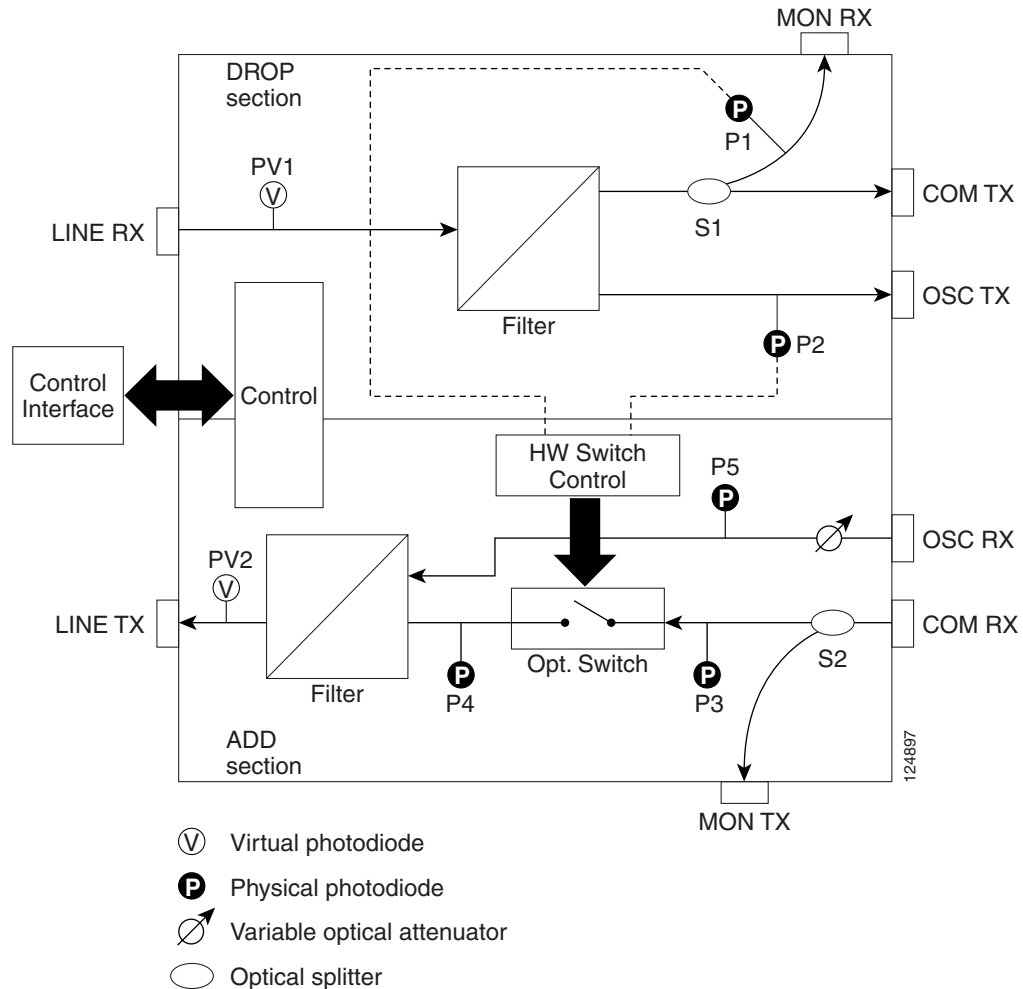 MON RX
DROP
section
P
P1
PV1
V
COM TX
LINE RX
S1
OSC TX
Filter
P P2
Control
Interface
Control
HW Switch
Control
P5
P
OSC RX
PV2
V
LINE TX
COM RX
S2
Opt. Switch
Filter
P
P4
P
P3
ADD
section
124897
MON TX
V Virtual photodiode
P Physical photodiode
Variable optical attenuator
Optical splitter